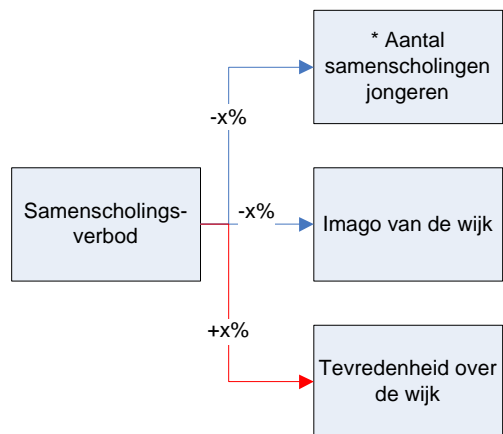 * Aantal
samenscholingen
jongeren
-x%
Samenscholings-
verbod
-x%
Imago van de wijk
+x%
Tevredenheid over
de wijk